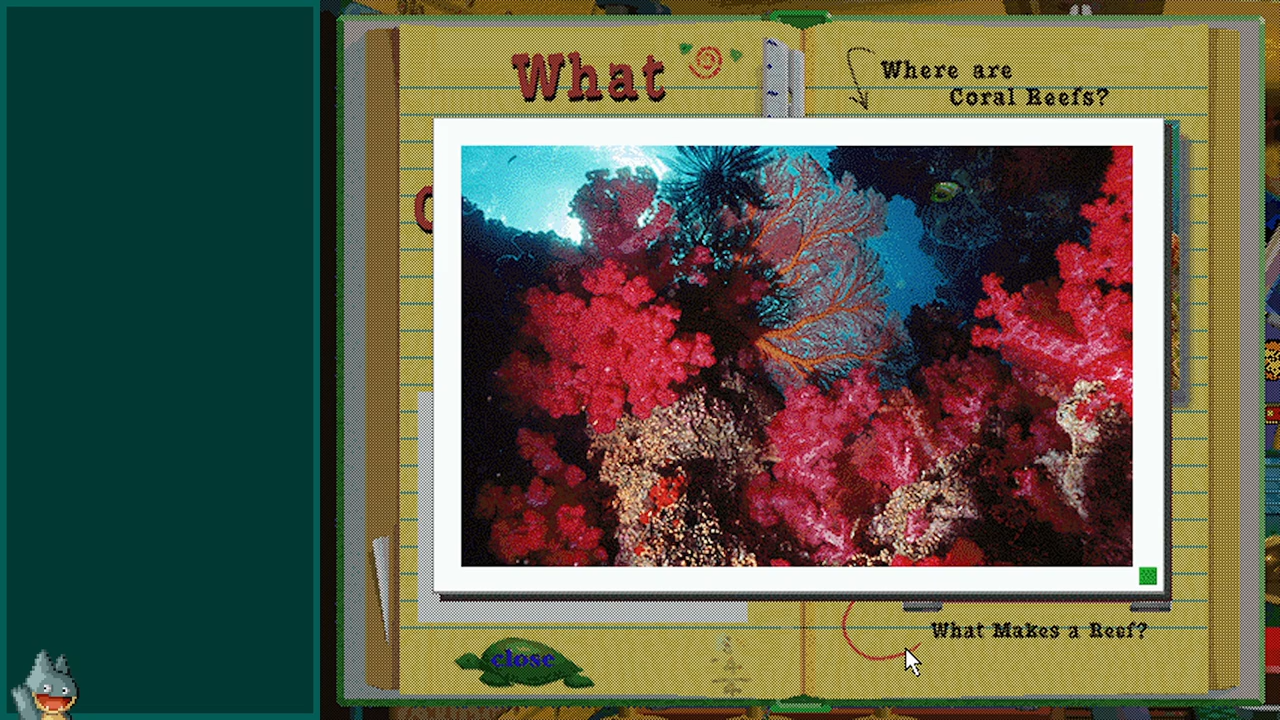 What
Where are
Coral Reefs?
What Makes a Reef?
close